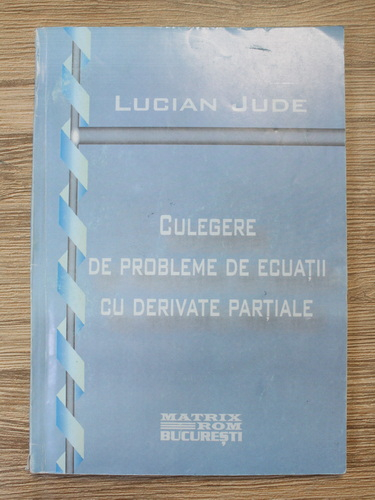 LUCIAN JUDE
CULEGERE
DE PROBLEME DE ECUAȚII
CU DERIVATE PARȚIALE
MATRIX
ROM
BUCUREȘTI